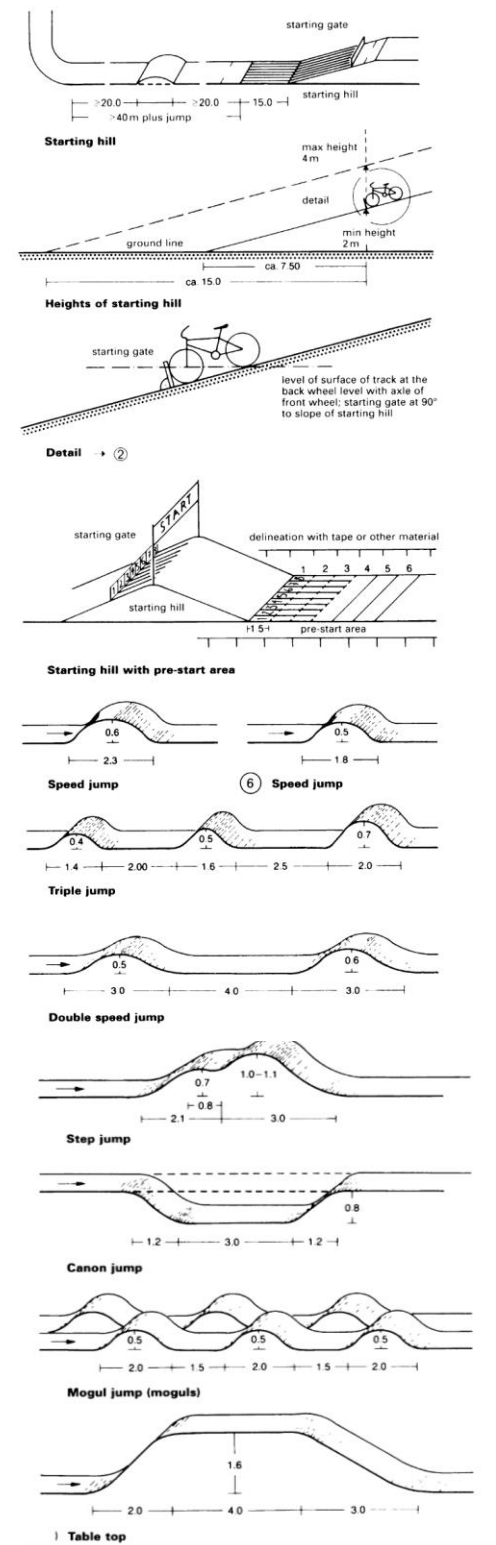 starting gate
starting hill
≥20.0
≥20.0
15.0
≥40m plus jump
Starting hill
max height
4 m
detail
min height
2 m
ground line
ca. 7.50
ca. 15.0
Heights of starting hill
starting gate
level of surface of track at the
back wheel level with axle of
front wheel; starting gate at 90°
to slope of starting hill
Detail → ②
START
starting gate
delineation with tape or other material
1 2 3 4 5 6
starting hill
1 5
pre-start area
Starting hill with pre-start area
0.6
0.5
2.3
1.8
Speed jump
⑥ Speed jump
0.4
0.5
0.7
1.4 2.00 1.6 2.5 2.0
Triple jump
0.5
0.6
3.0 4.0 3.0
Double speed jump
0.7
1.0–1.1
0.8
2.1
3.0
Step jump
0.8
1.2 3.0 1.2
Canon jump
0.5 0.5 0.5
2.0 1.5 2.0 1.5 2.0
Mogul jump (moguls)
1.6
2.0 4.0 3.0
) Table top